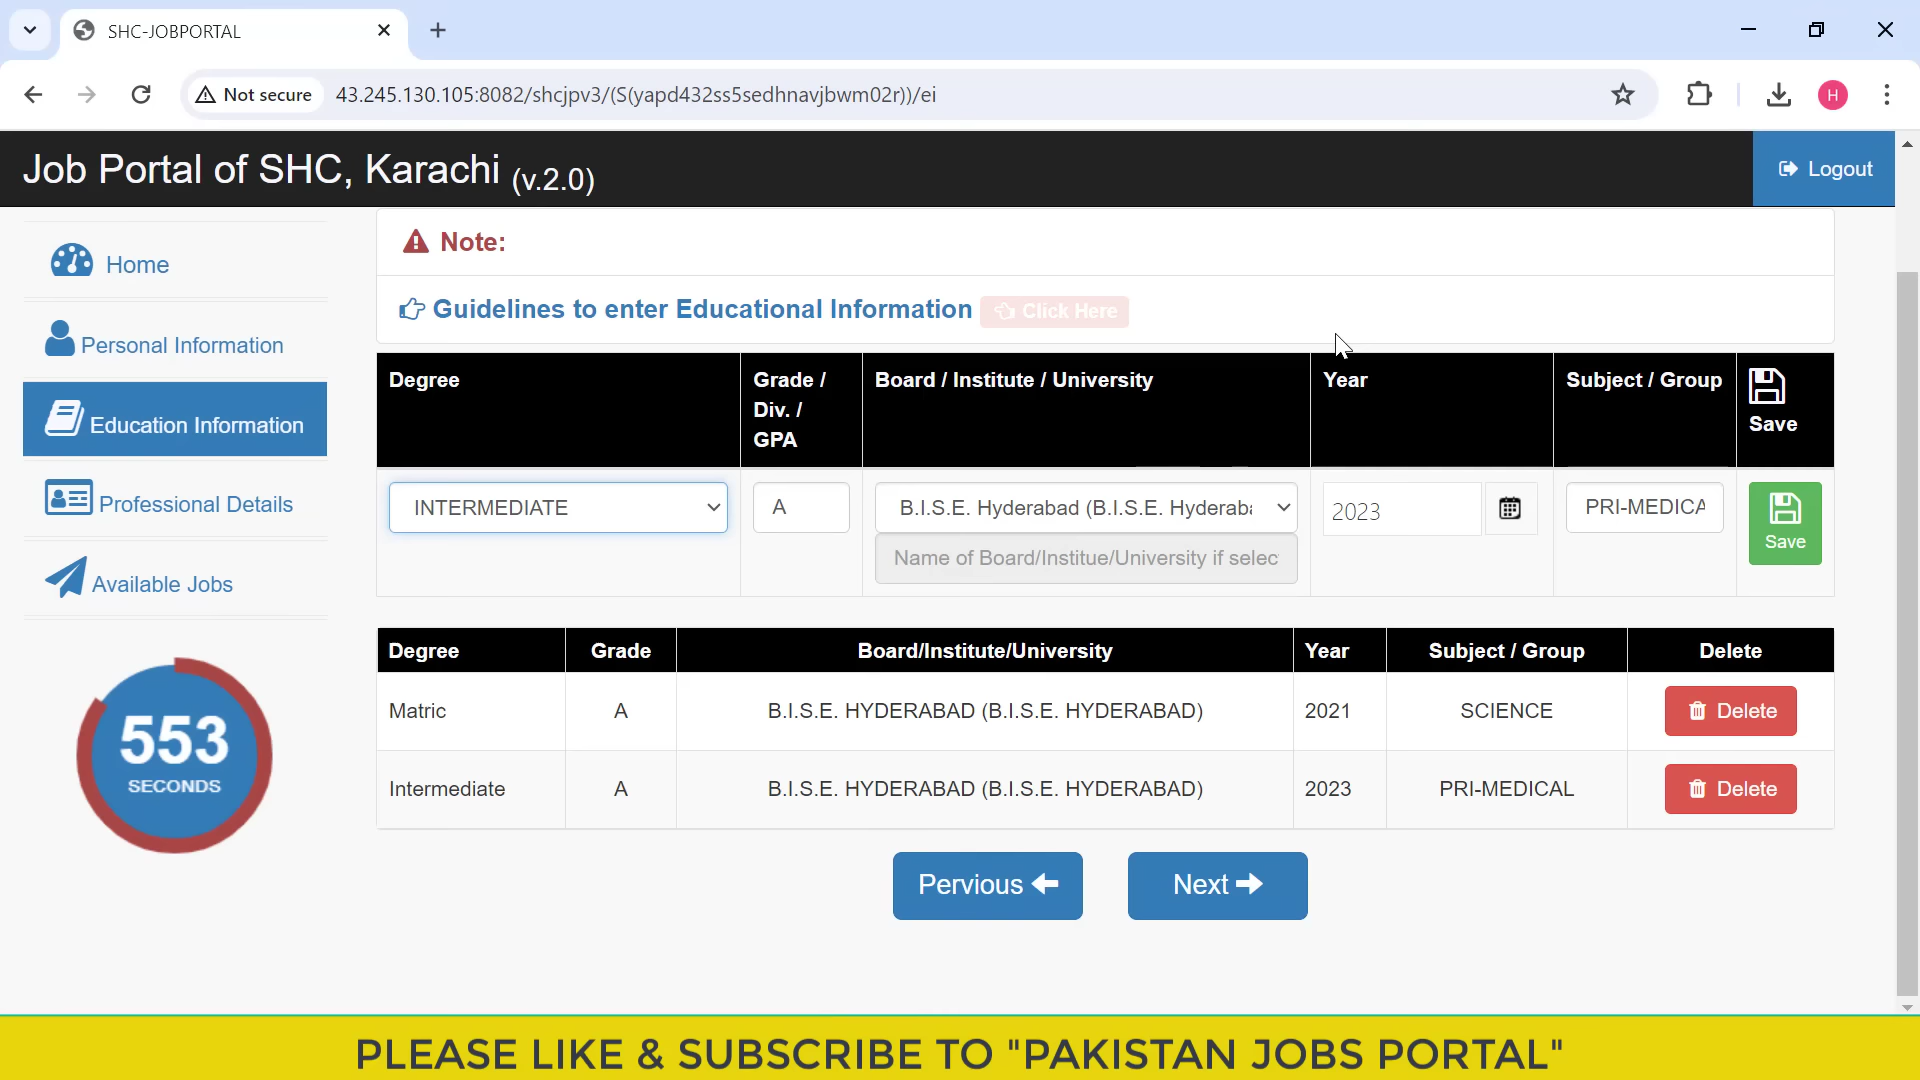 SHC-JOBPORTAL
Not secure 43.245.130.105:8082/shcjpv3/(S(yapd432ss5sedhnavjbwm02r))/ei
H
Job Portal of SHC, Karachi (v.2.0)
Logout
Home
Personal Information
Education Information
Professional Details
Available Jobs
553
SECONDS
Note:
Guidelines to enter Educational Information Click Here
Degree Grade / Div. / GPA Board / Institute / University Year Subject / Group Save
INTERMEDIATE A B.I.S.E. Hyderabad (B.I.S.E. Hyderaba 2023 PRI-MEDICA Save
Name of Board/Institue/University if selec
Degree Grade Board/Institute/University Year Subject / Group Delete
Matric A B.I.S.E. HYDERABAD (B.I.S.E. HYDERABAD) 2021 SCIENCE Delete
Intermediate A B.I.S.E. HYDERABAD (B.I.S.E. HYDERABAD) 2023 PRI-MEDICAL Delete
Pervious Next
PLEASE LIKE & SUBSCRIBE TO "PAKISTAN JOBS PORTAL"